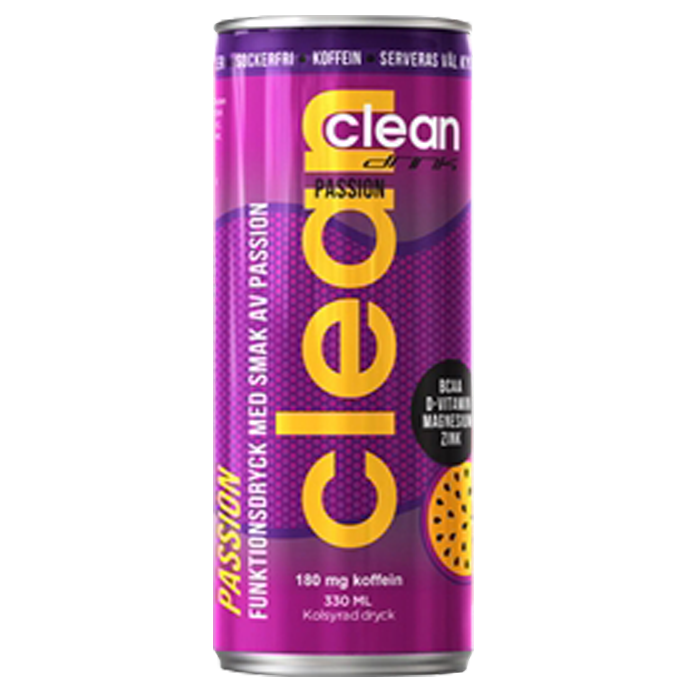 SOCKERFRI • KOFFEIN • SERVERAS VÄL
clean
drink
PASSION
clean
PASSION
FUNKTIONSDRYCK MED SMAK AV PASSION
BCAA
D-VITAMIN
MAGNESIUM
ZINK
180 mg koffein
330 ML
Kolsyrad dryck